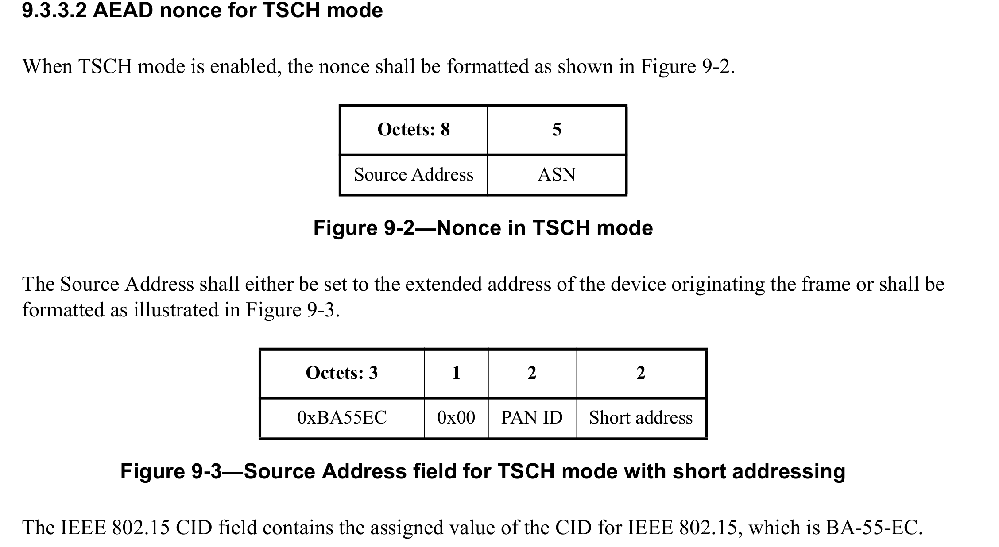 9.3.3.2 AEAD nonce for TSCH mode
When TSCH mode is enabled, the nonce shall be formatted as shown in Figure 9-2.
Octets: 8 5
Source Address ASN
Figure 9-2—Nonce in TSCH mode
The Source Address shall either be set to the extended address of the device originating the frame or shall be
formatted as illustrated in Figure 9-3.
Octets: 3 1 2 2
0xBA55EC 0x00 PAN ID Short address
Figure 9-3—Source Address field for TSCH mode with short addressing
The IEEE 802.15 CID field contains the assigned value of the CID for IEEE 802.15, which is BA-55-EC.